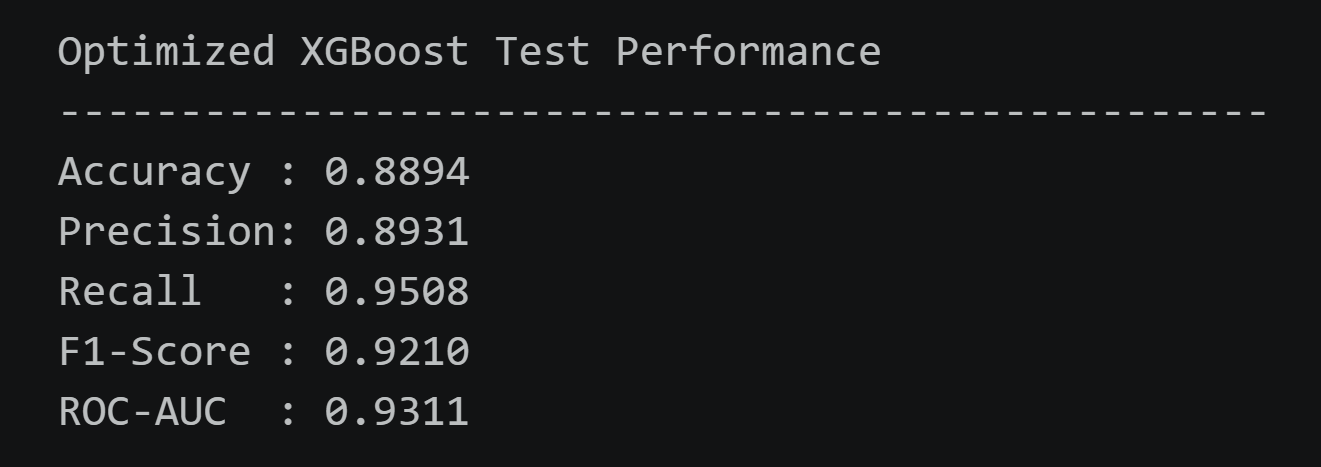 Optimized XGBoost Test Performance
--------------------------------------------------
Accuracy : 0.8894
Precision: 0.8931
Recall   : 0.9508
F1-Score : 0.9210
ROC-AUC  : 0.9311